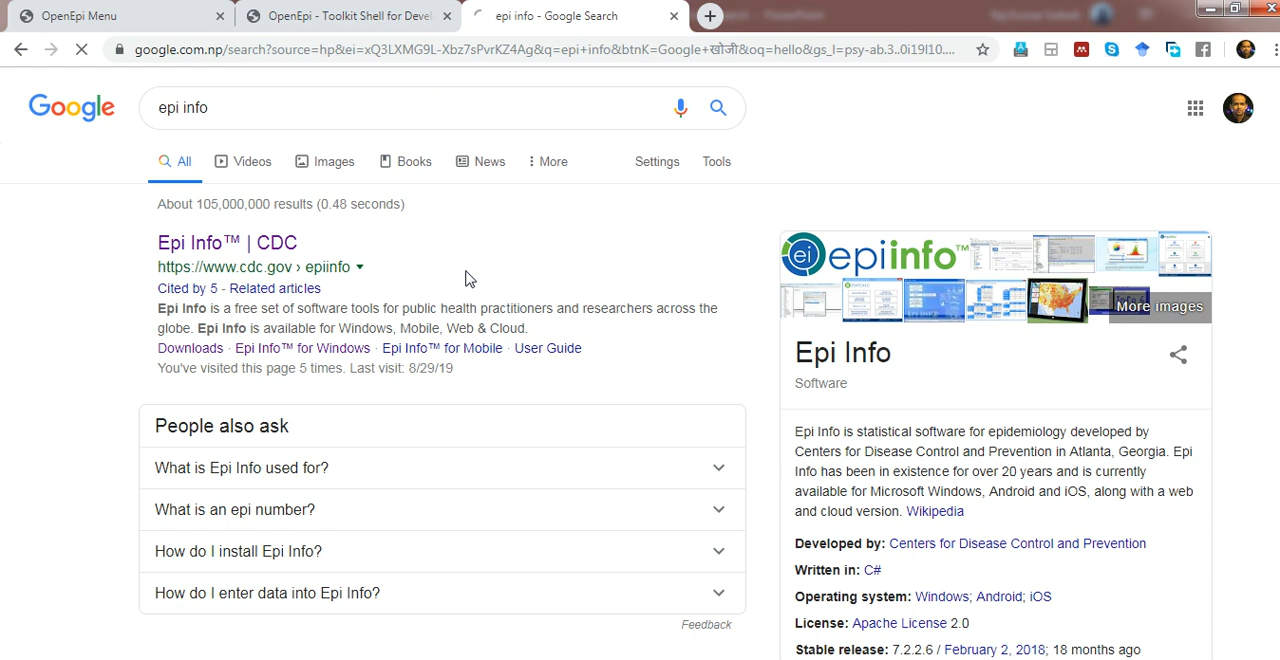 OpenEpi Menu
OpenEpi - Toolkit Shell for Devel
epi info - Google Search
google.com.np/search?source=hp&ei=xQ3LXMG9L-Xbz7sPvrKZ4Ag&q=epi+info&btnK=Google+खोजी&oq=hello&gs_l=psy-ab.3..0i19l10....
Google
epi info
All
Videos
Images
Books
News
More
Settings
Tools
About 105,000,000 results (0.48 seconds)
Epi Info™ | CDC
https://www.cdc.gov › epiinfo
Cited by 5 - Related articles
Epi Info is a free set of software tools for public health practitioners and researchers across the
globe. Epi Info is available for Windows, Mobile, Web & Cloud.
Downloads · Epi Info™ for Windows · Epi Info™ for Mobile · User Guide
You've visited this page 5 times. Last visit: 8/29/19
People also ask
What is Epi Info used for?
What is an epi number?
How do I install Epi Info?
How do I enter data into Epi Info?
Feedback
ei epiinfo™
More images
Epi Info
Software
Epi Info is statistical software for epidemiology developed by
Centers for Disease Control and Prevention in Atlanta, Georgia. Epi
Info has been in existence for over 20 years and is currently
available for Microsoft Windows, Android and iOS, along with a web
and cloud version. Wikipedia
Developed by: Centers for Disease Control and Prevention
Written in: C#
Operating system: Windows; Android; iOS
License: Apache License 2.0
Stable release: 7.2.2.6 / February 2, 2018; 18 months ago